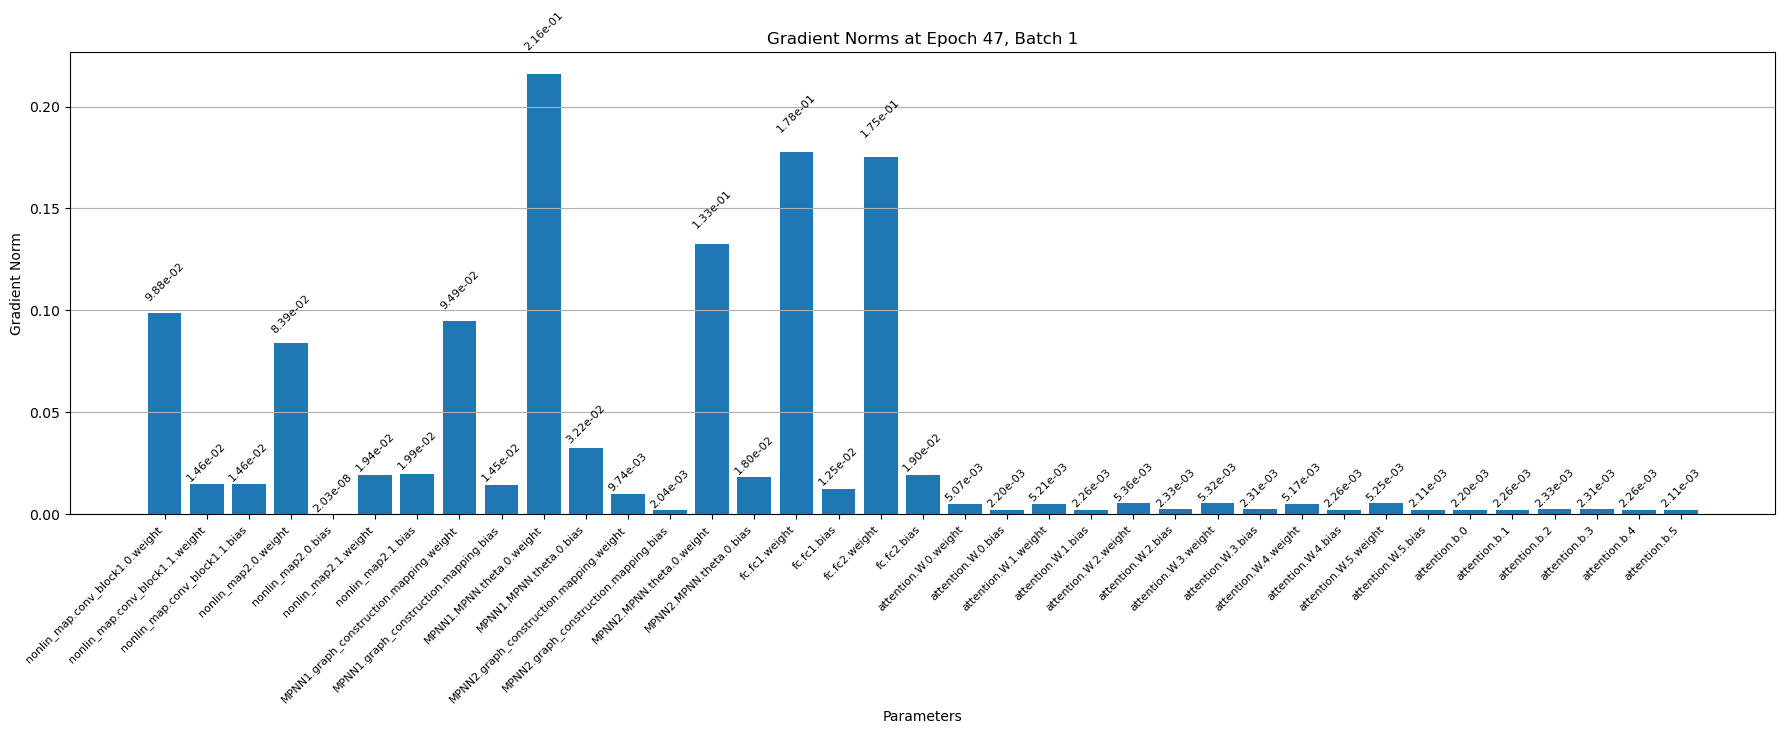 Gradient Norms at Epoch 47, Batch 1
Gradient Norm
0.20
0.15
0.10
0.05
0.00
9.88e-02
1.46e-02
1.46e-02
8.39e-02
2.03e-08
1.94e-02
1.99e-02
9.49e-02
1.45e-02
2.16e-01
3.22e-02
9.74e-03
2.04e-03
1.33e-01
1.80e-02
1.78e-01
1.25e-02
1.75e-01
1.90e-02
5.07e-03
2.20e-03
5.21e-03
2.26e-03
5.36e-03
2.33e-03
5.32e-03
2.31e-03
5.17e-03
2.26e-03
5.25e-03
2.11e-03
2.20e-03
2.26e-03
2.33e-03
2.31e-03
2.26e-03
2.11e-03
nonlin_map.conv_block1.0.weight
nonlin_map.conv_block1.1.weight
nonlin_map.conv_block1.1.bias
nonlin_map2.0.weight
nonlin_map2.0.bias
nonlin_map2.1.weight
nonlin_map2.1.bias
MPNN1.graph_construction.mapping.weight
MPNN1.graph_construction.mapping.bias
MPNN1.MPNN.theta.0.weight
MPNN1.MPNN.theta.0.bias
MPNN2.graph_construction.mapping.weight
MPNN2.graph_construction.mapping.bias
MPNN2.MPNN.theta.0.weight
MPNN2.MPNN.theta.0.bias
fc.fc1.weight
fc.fc1.bias
fc.fc2.weight
fc.fc2.bias
attention.W.0.weight
attention.W.0.bias
attention.W.1.weight
attention.W.1.bias
attention.W.2.weight
attention.W.2.bias
attention.W.3.weight
attention.W.3.bias
attention.W.4.weight
attention.W.4.bias
attention.W.5.weight
attention.W.5.bias
attention.b.0
attention.b.1
attention.b.2
attention.b.3
attention.b.4
attention.b.5
Parameters